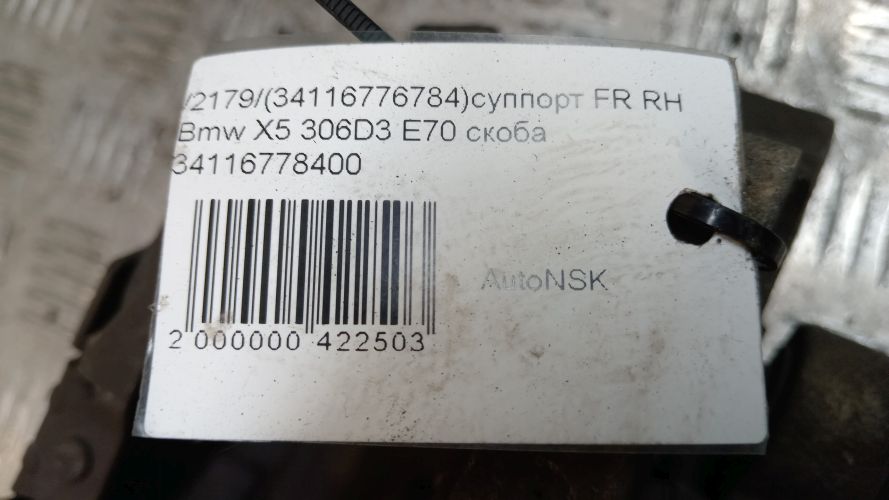 /2179/(34116776784)суппорт FR RH
Bmw X5 306D3 E70 скоба
34116778400
AutoNSK
2 000000 422503